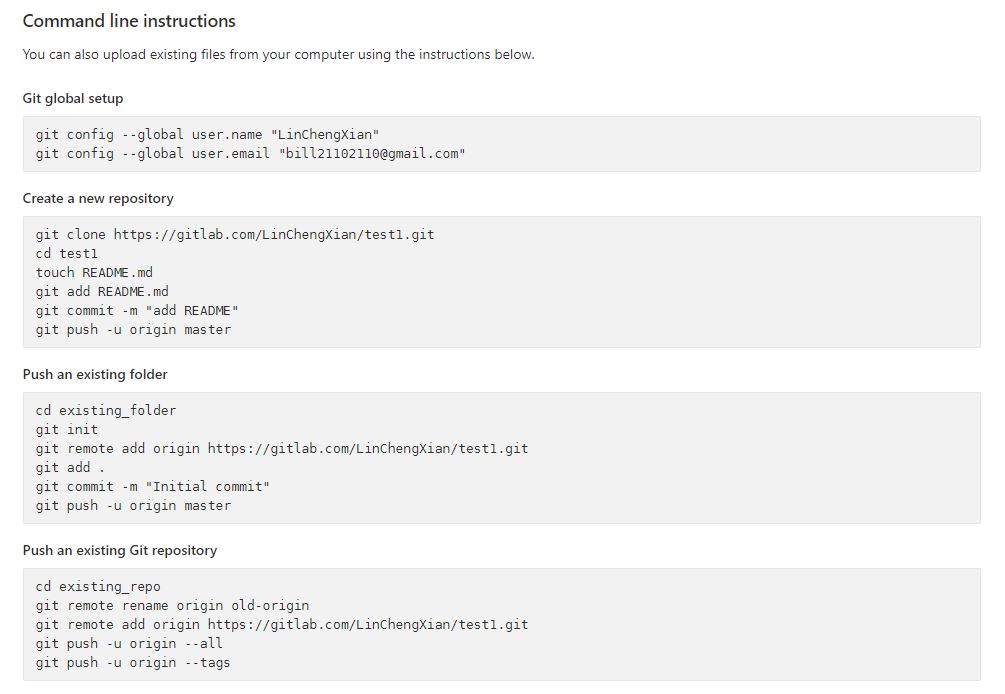 Command line instructions
You can also upload existing files from your computer using the instructions below.
Git global setup
git config --global user.name "LinChengXian"
git config --global user.email "bill21102110@gmail.com"
Create a new repository
git clone https://gitlab.com/LinChengXian/test1.git
cd test1
touch README.md
git add README.md
git commit -m "add README"
git push -u origin master
Push an existing folder
cd existing_folder
git init
git remote add origin https://gitlab.com/LinChengXian/test1.git
git add .
git commit -m "Initial commit"
git push -u origin master
Push an existing Git repository
cd existing_repo
git remote rename origin old-origin
git remote add origin https://gitlab.com/LinChengXian/test1.git
git push -u origin --all
git push -u origin --tags